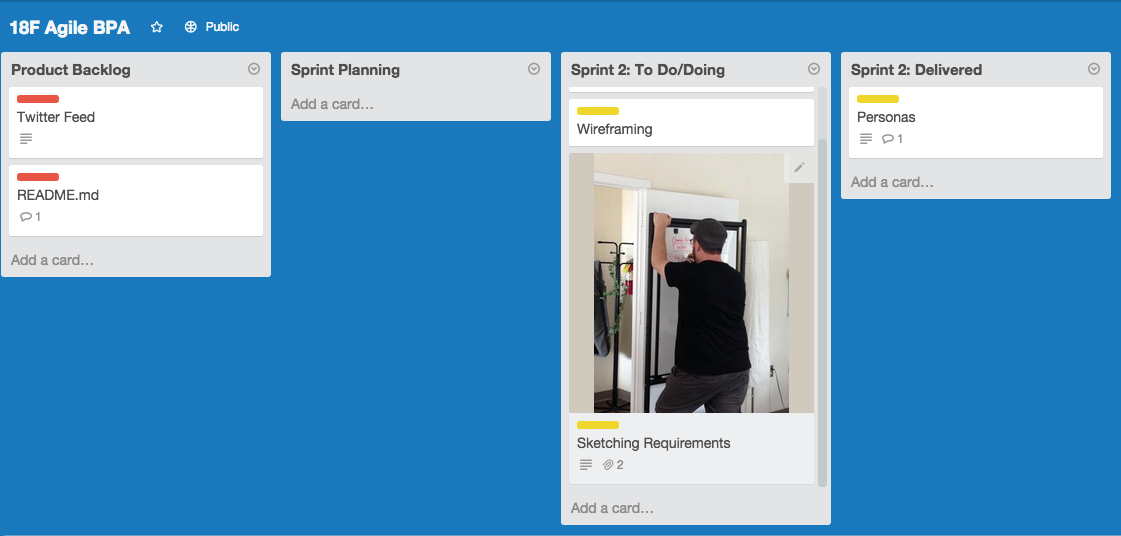 18F Agile BPA Public
Product Backlog
Twitter Feed
README.md
1
Add a card…
Sprint Planning
Add a card…
Sprint 2: To Do/Doing
Wireframing
Sketching Requirements
2
Add a card…
Sprint 2: Delivered
Personas
1
Add a card…